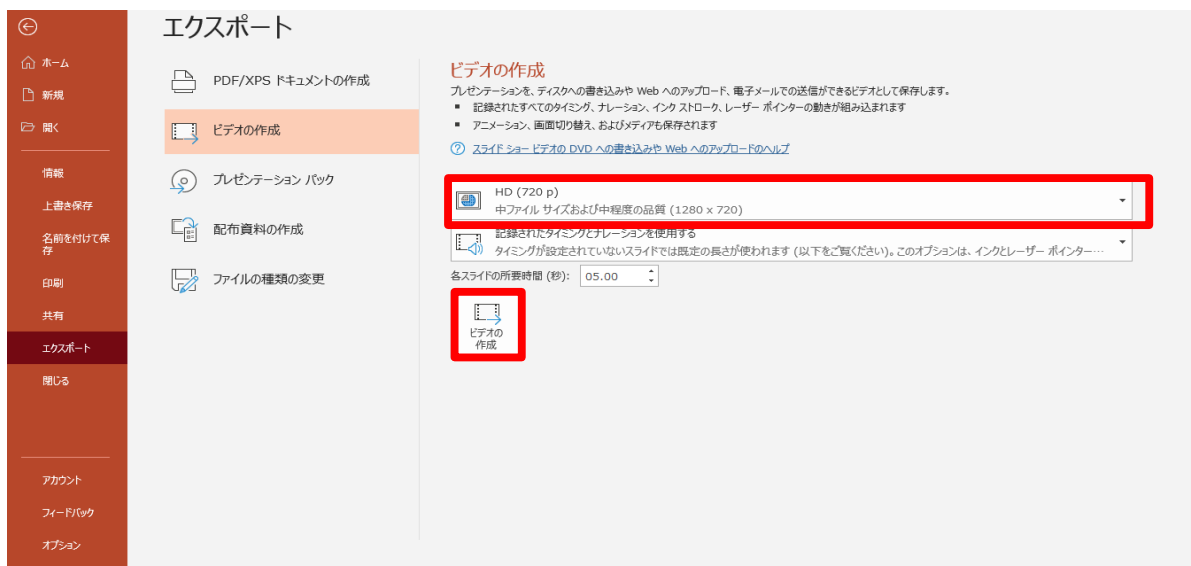 エクスポート
ホーム
新規
開く
情報
上書き保存
名前を付けて保
存
印刷
共有
エクスポート
閉じる
アカウント
フィードバック
オプション
PDF/XPS ドキュメントの作成
ビデオの作成
プレゼンテーション パック
配布資料の作成
ファイルの種類の変更
ビデオの作成
プレゼンテーションを、ディスクへの書き込みや Web へのアップロード、電子メールでの送信ができるビデオとして保存します。
▪ 記録されたすべてのタイミング、ナレーション、インク ストローク、レーザー ポインターの動きが組み込まれます
▪ アニメーション、画面切り替え、およびメディアも保存されます
? スライド ショー ビデオの DVD への書き込みや Web へのアップロードのヘルプ
HD (720 p)
中ファイル サイズおよび中程度の品質 (1280 x 720)
記録されたタイミングとナレーションを使用する
タイミングが設定されていないスライドでは既定の長さが使われます (以下をご覧ください)。このオプションは、インクとレーザー ポインター…
各スライドの所要時間 (秒): 05.00
ビデオの
作成